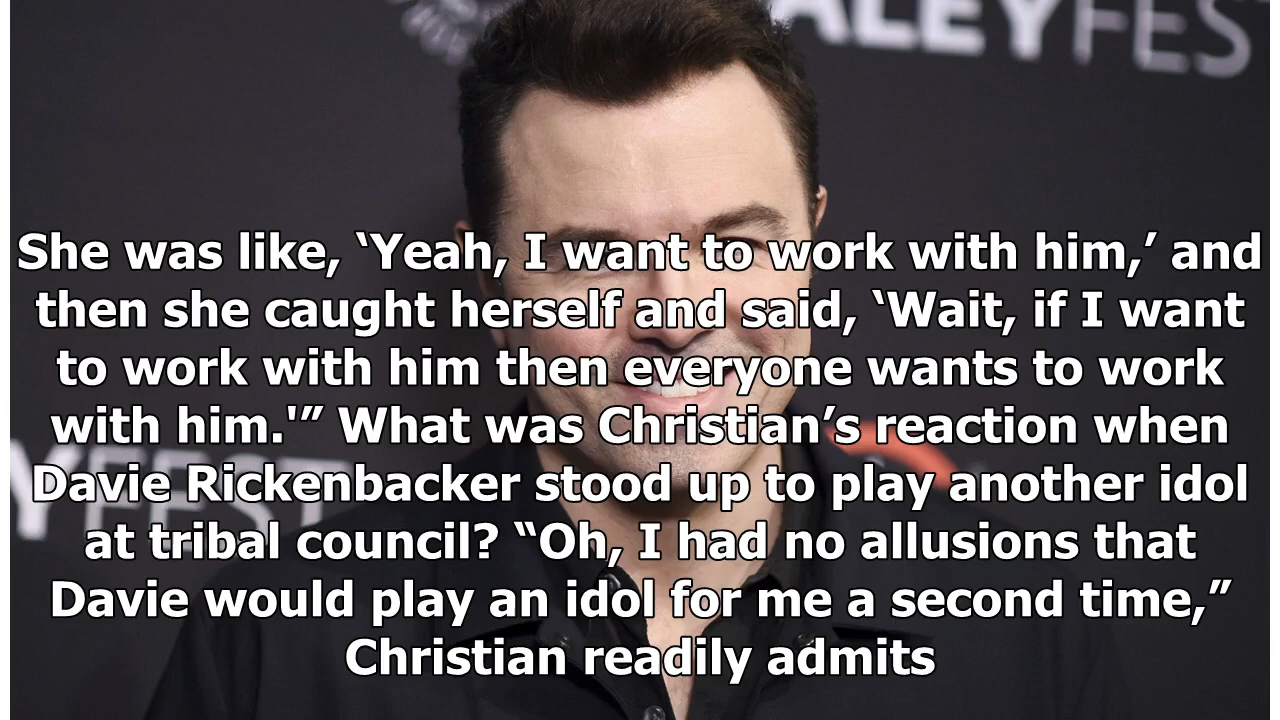 ALEYFEST
She was like, ‘Yeah, I want to work with him,’ and
then she caught herself and said, ‘Wait, if I want
to work with him then everyone wants to work
with him.'” What was Christian’s reaction when
Davie Rickenbacker stood up to play another idol
at tribal council? “Oh, I had no allusions that
Davie would play an idol for me a second time,”
Christian readily admits
YFEST